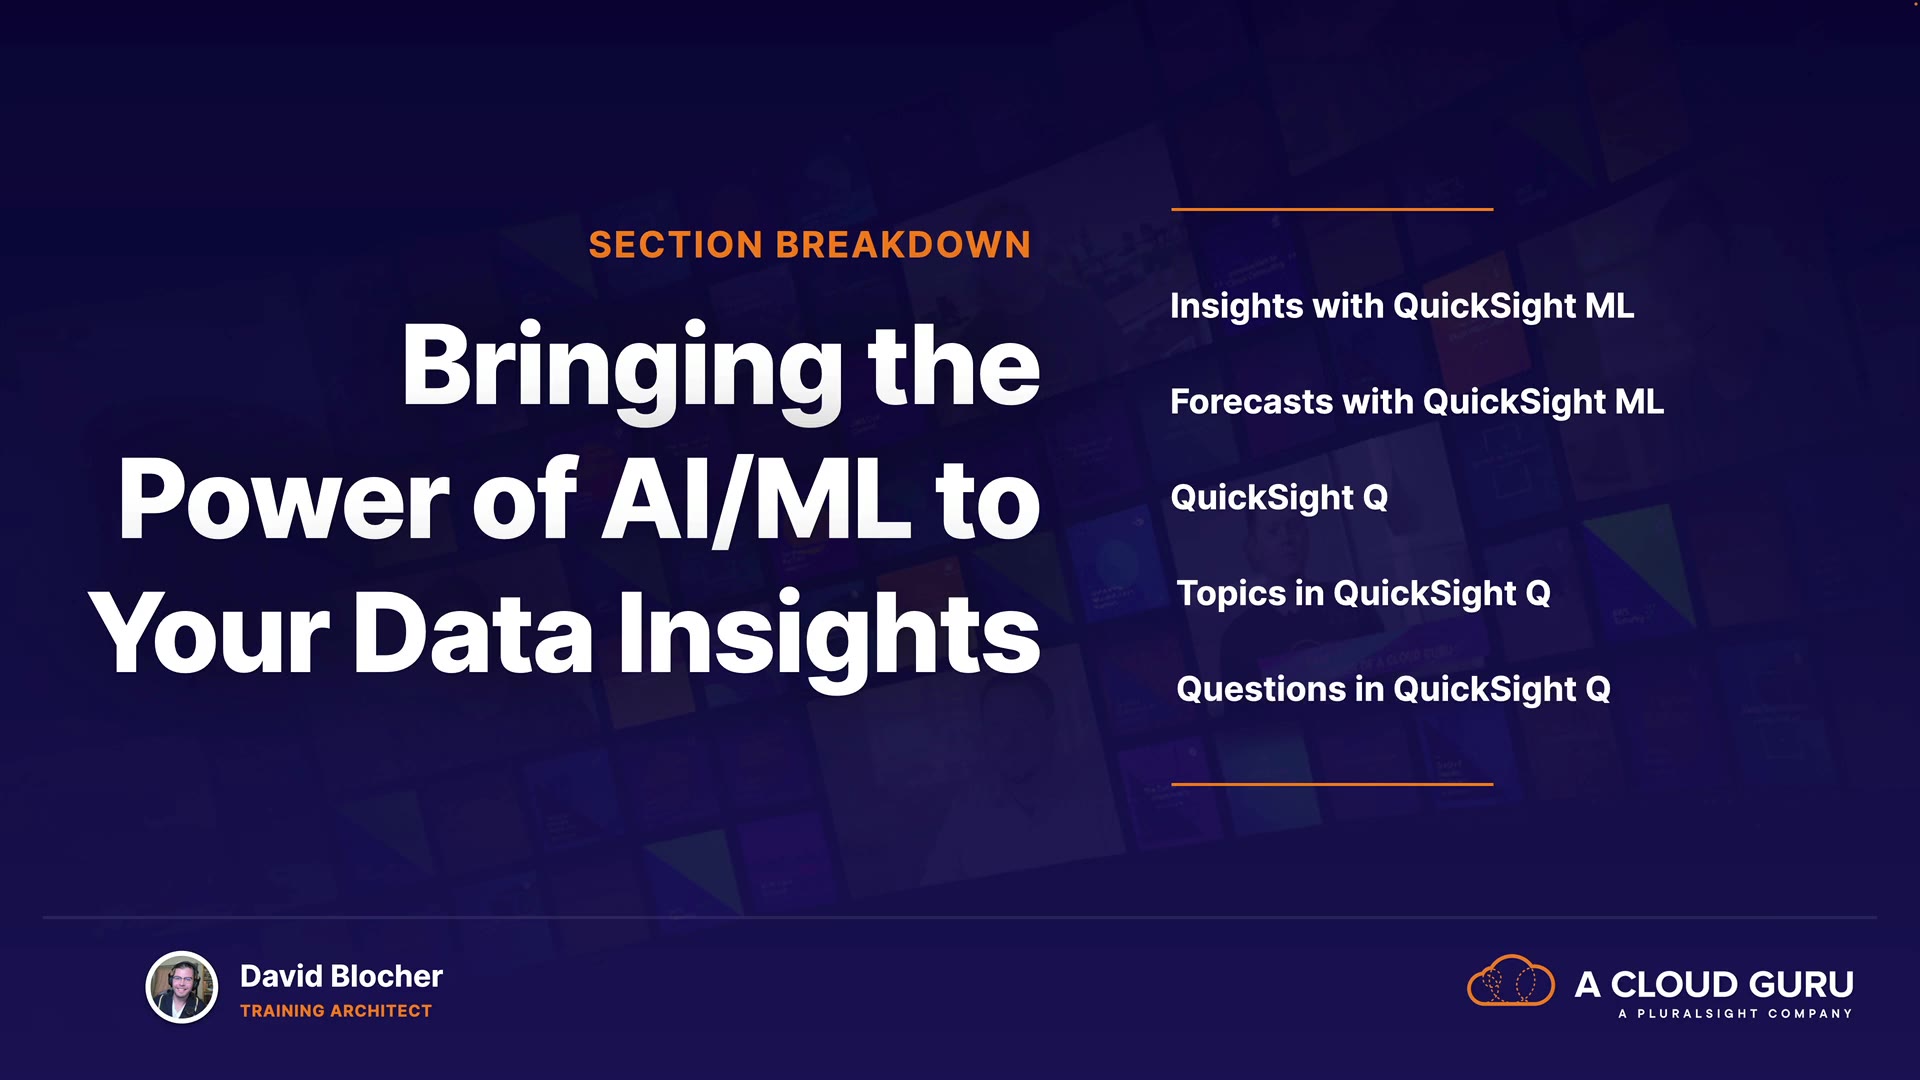 SECTION BREAKDOWN
Bringing the
Power of AI/ML to
Your Data Insights
Insights with QuickSight ML
Forecasts with QuickSight ML
QuickSight Q
Topics in QuickSight Q
Questions in QuickSight Q
David Blocher
TRAINING ARCHITECT
A CLOUD GURU
A PLURALSIGHT COMPANY